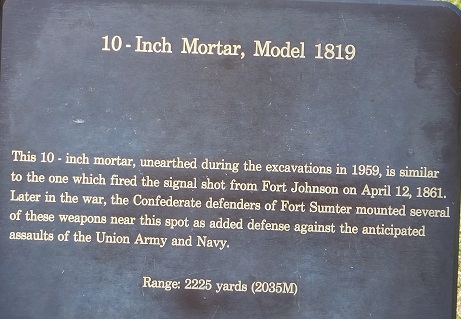 10-Inch Mortar, Model 1819
This 10 - inch mortar, unearthed during the excavations in 1959, is similar
to the one which fired the signal shot from Fort Johnson on April 12, 1861.
Later in the war, the Confederate defenders of Fort Sumter mounted several
of these weapons near this spot as added defense against the anticipated
assaults of the Union Army and Navy.
Range: 2225 yards (2035M)